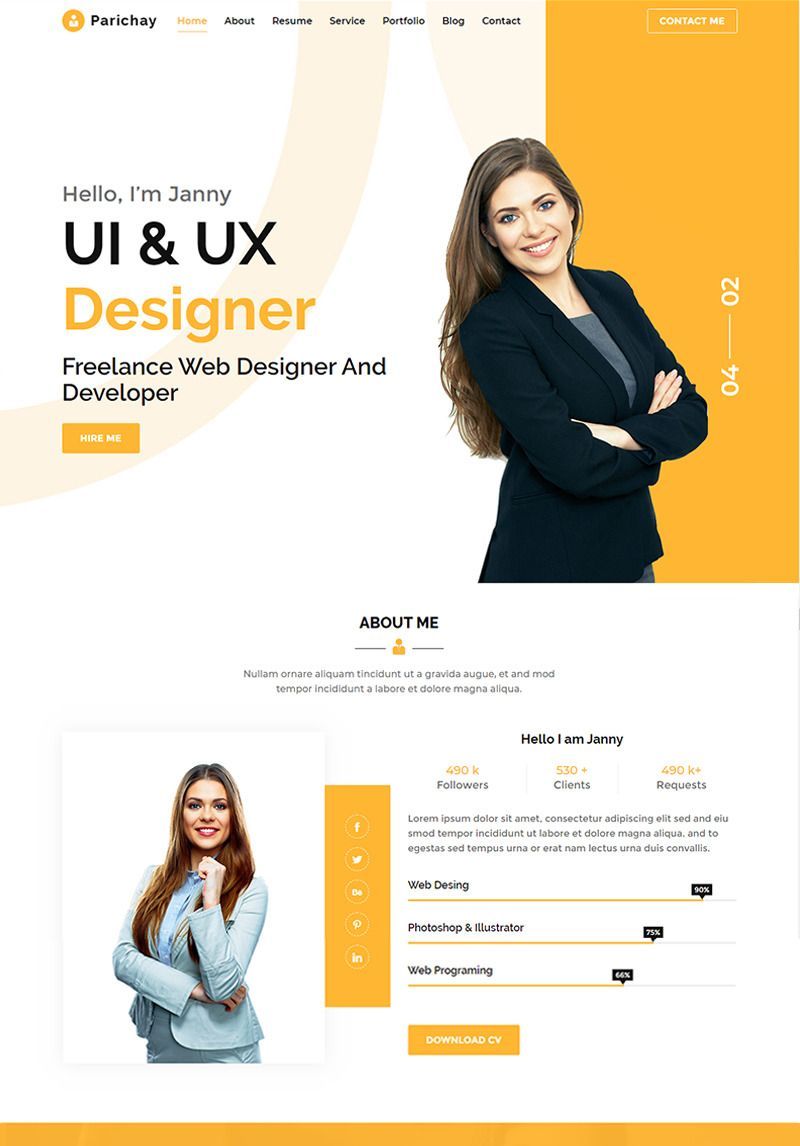 Parichay
Home About Resume Service Portfolio Blog Contact
CONTACT ME
Hello, I'm Janny
UI & UX
Designer
Freelance Web Designer And
Developer
HIRE ME
04 02
ABOUT ME
Nullam ornare aliquam tincidunt ut a gravida augue, et and mod
tempor incididunt a labore et dolore magna aliqua.
Hello I am Janny
490 k 530 + 490 k+
Followers Clients Requests
Lorem ipsum dolor sit amet, consectetur adipiscing elit sed and eiu
smod tempor incididunt ut labore et dolore magna aliqua. and to
egestas sed tempus urna or erat nam lectus urna duis convallis.
Web Desing 90%
Photoshop & Illustrator 75%
Web Programing 66%
DOWNLOAD CV
f
Bē
in